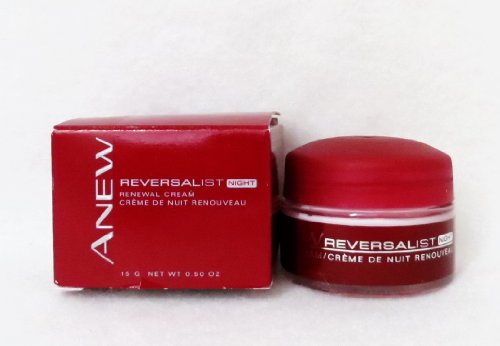 ANEW
REVERSALIST NIGHT
RENEWAL CREAM
CRÈME DE NUIT RENOUVEAU
15 G NET WT 0.50 OZ
REVERSALIST NIGHT
/CRÈME DE NUIT RENOUVEAU